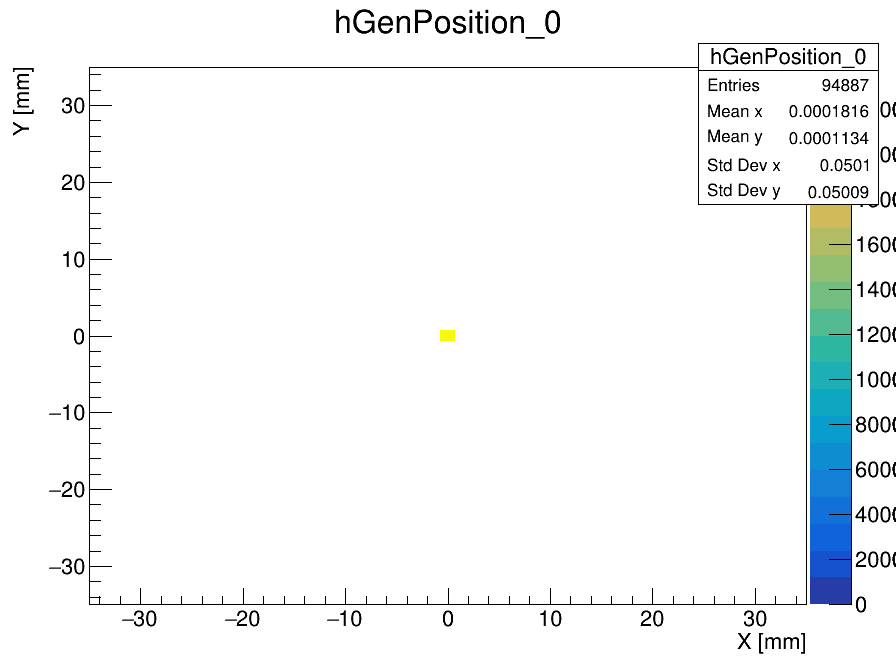 hGenPosition_0
hGenPosition_0
Entries 94887
Mean x 0.0001816
Mean y 0.0001134
Std Dev x 0.0501
Std Dev y 0.05009
Y [mm]
30
20
10
0
−10
−20
−30
−30 −20 −10 0 10 20 30
X [mm]
1600
1400
1200
1000
8000
6000
4000
2000
0